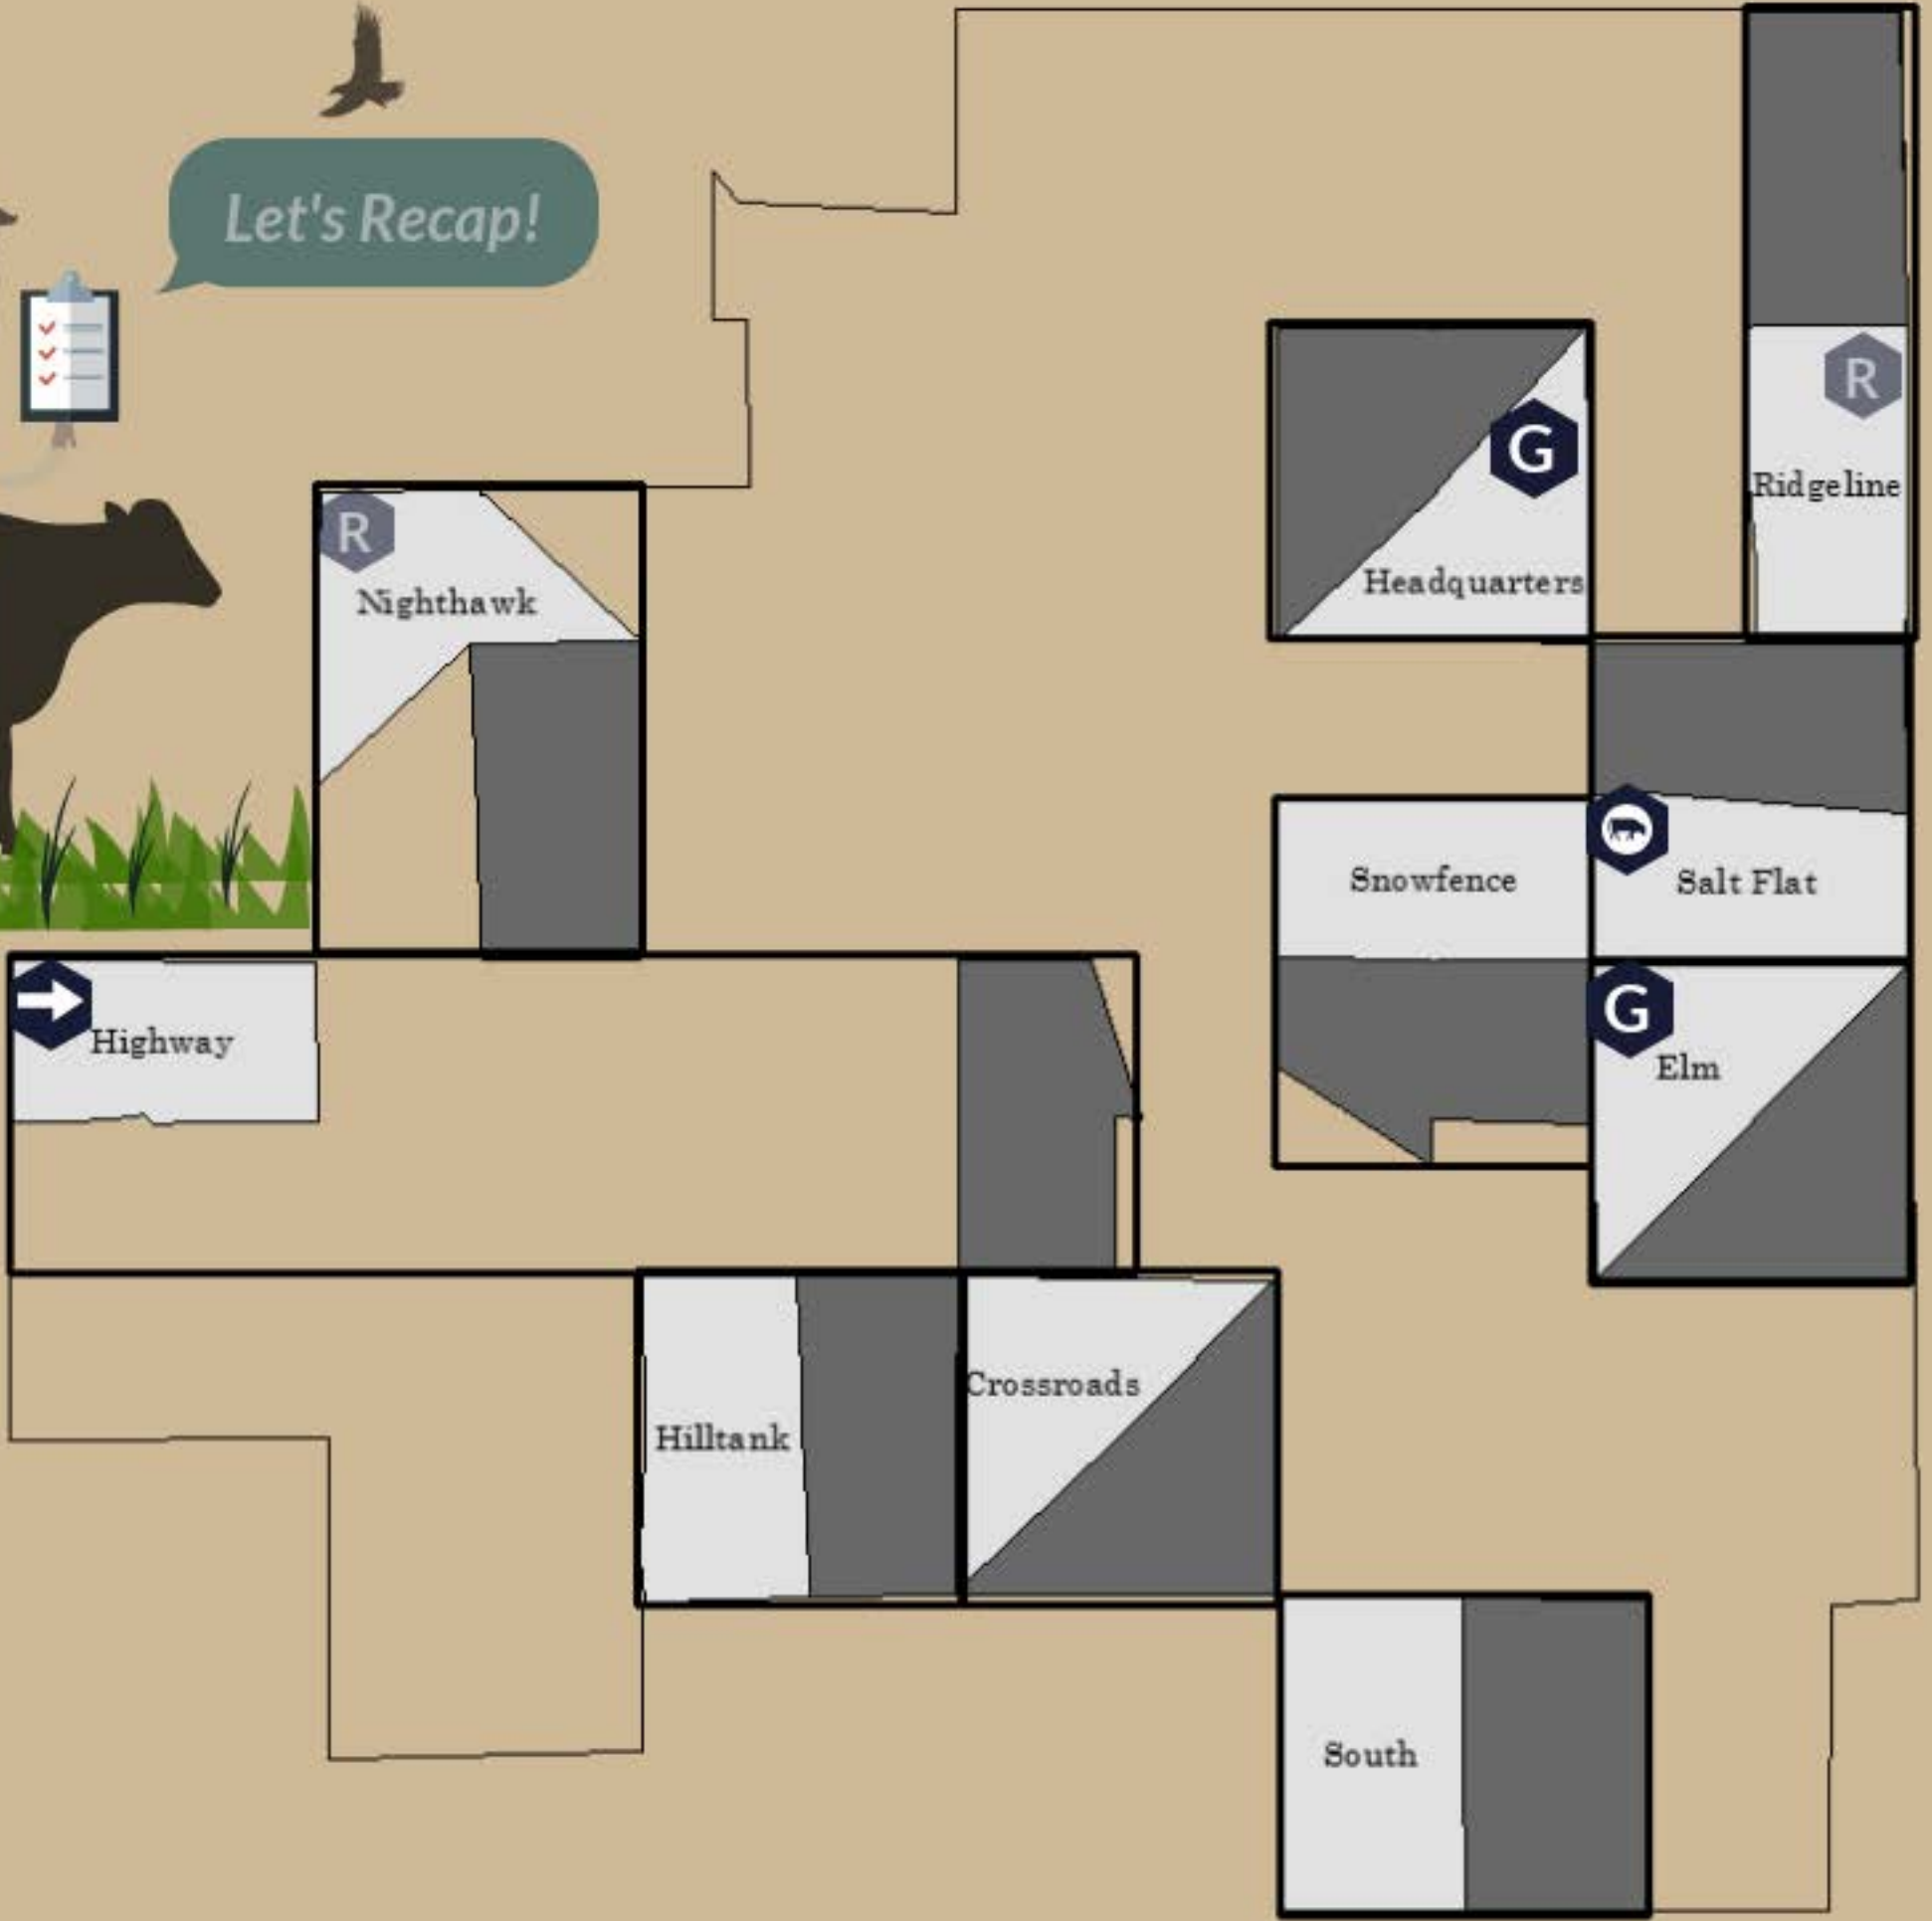 Let's Recap!
R
G
Ridgeline
Headquarters
R
Nighthawk
Snowfence
Salt Flat
G
Elm
Highway
Crossroads
Hilltank
South